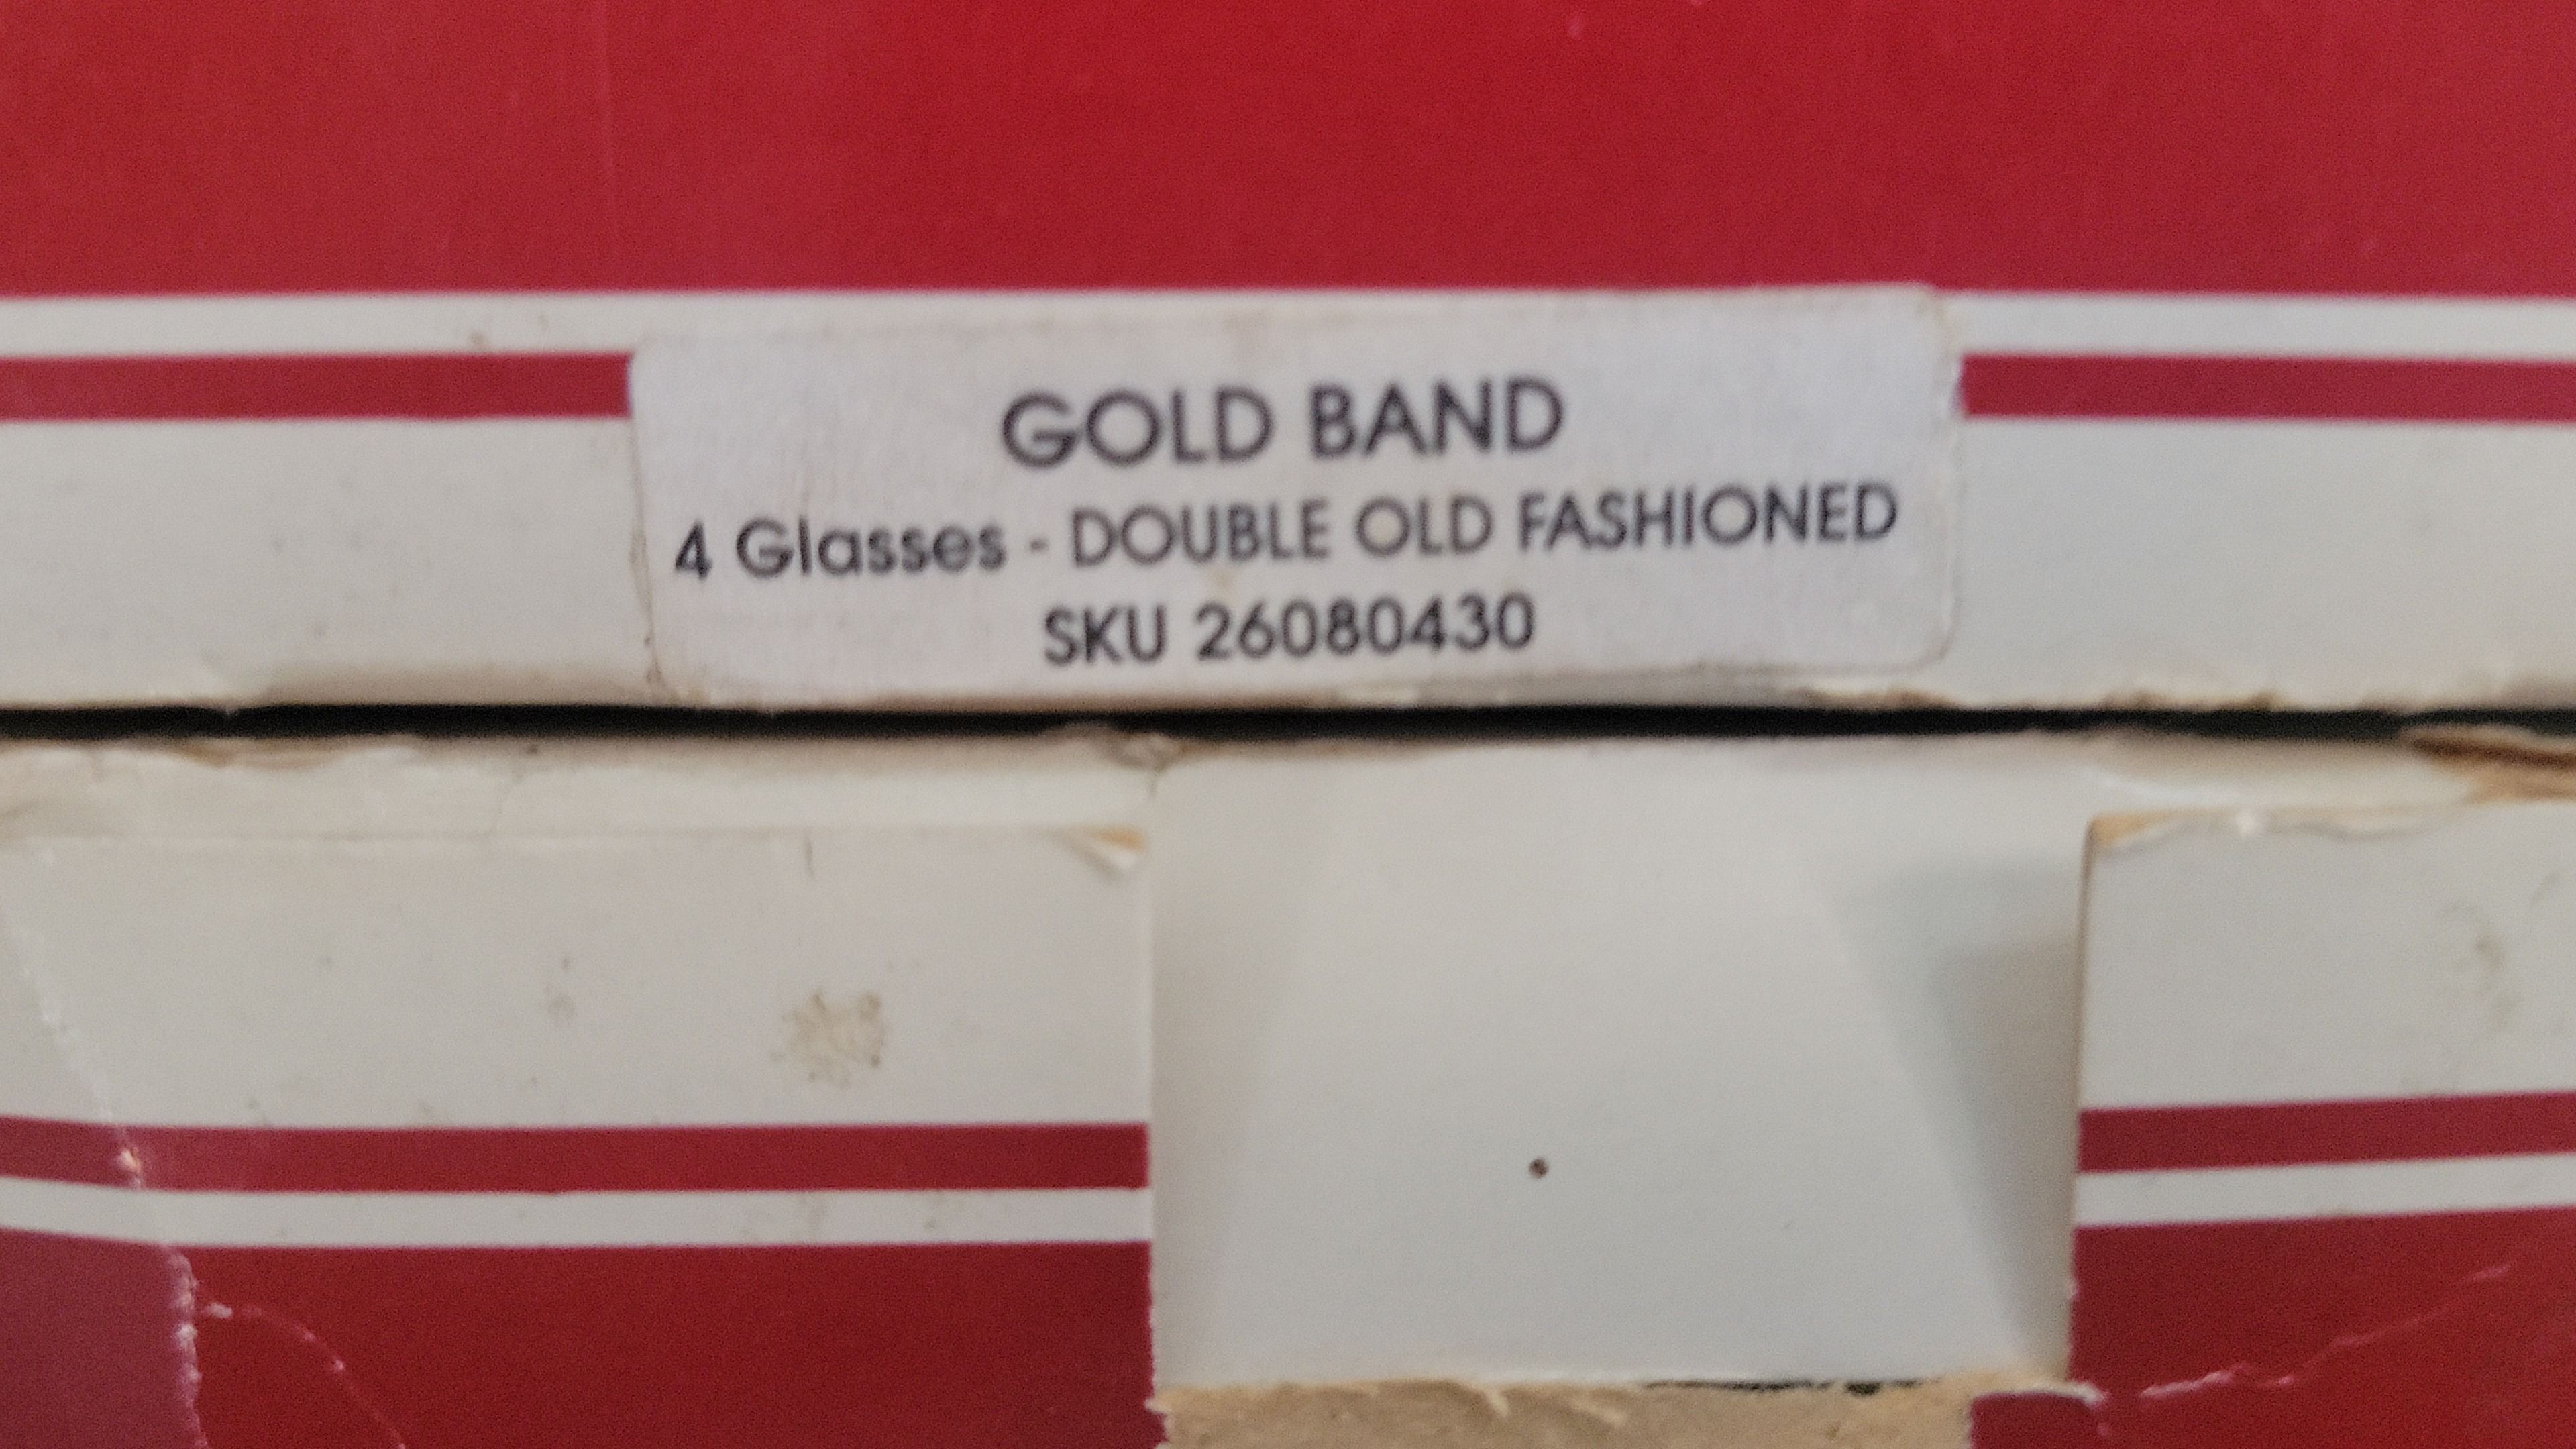 GOLD BAND
4 Glasses - DOUBLE OLD FASHIONED
SKU 26080430